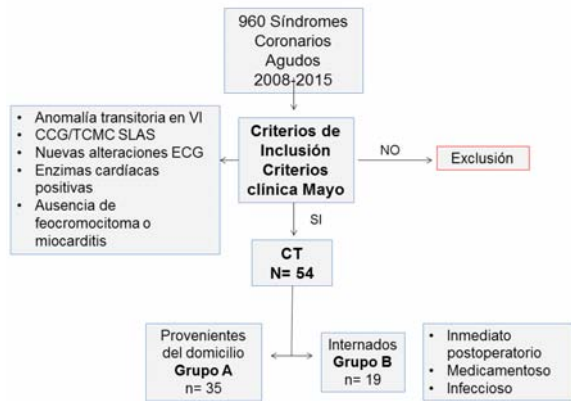 960 Síndromes
Coronarios
Agudos
2008-2015
• Anomalía transitoria en VI
• CCG/TCMC SLAS
• Nuevas alteraciones ECG
• Enzimas cardíacas
positivas
• Ausencia de
feocromocitoma o
miocarditis
Criterios de
Inclusión
Criterios
clínica Mayo
NO
Exclusión
SI
CT
N= 54
Provenientes
del domicilio
Grupo A
n= 35
Internados
Grupo B
n= 19
• Inmediato
postoperatorio
• Medicamentoso
• Infeccioso